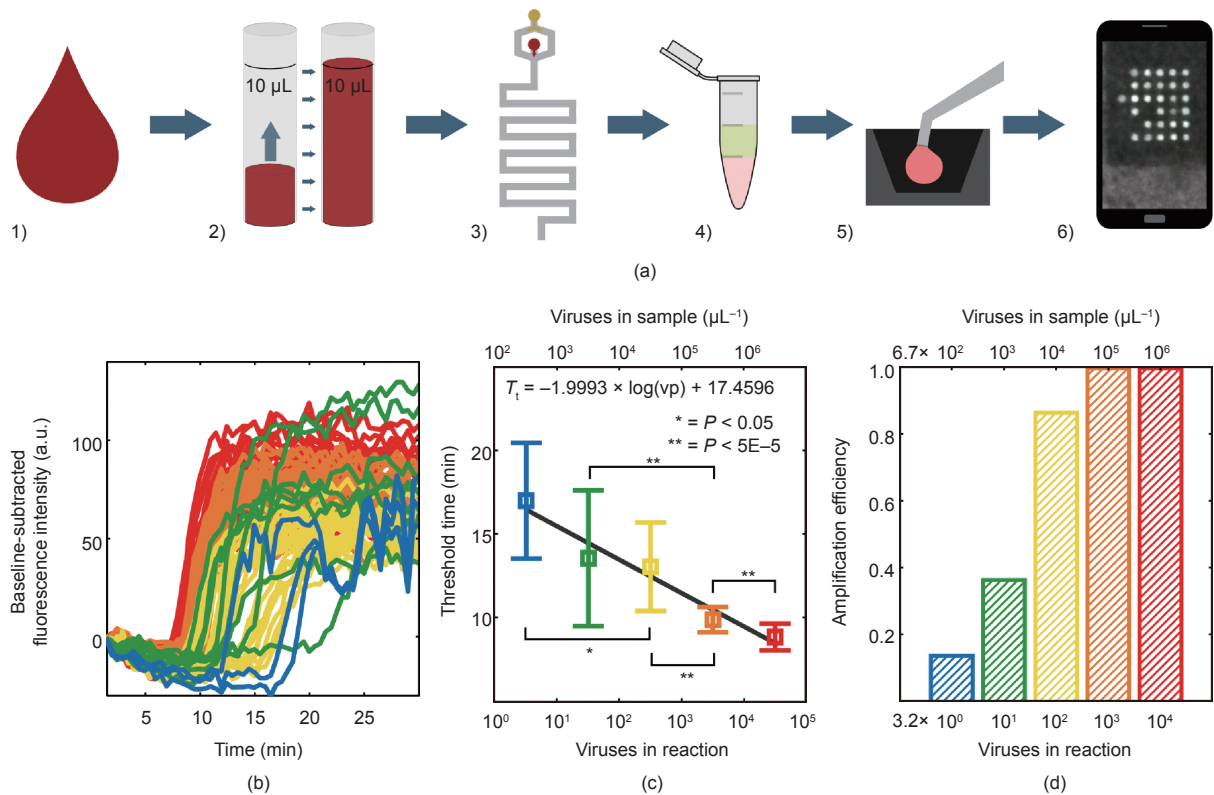 10 µL
10 µL
1)
2)
3)
4)
5)
6)
(a)
Baseline-subtracted
fluorescence intensity (a.u.)
100
50
0
5
10
15
20
25
Time (min)
(b)
Viruses in sample (µL⁻¹)
10²
10³
10⁴
10⁵
10⁶
Tₜ = –1.9993 × log(vp) + 17.4596
* = P < 0.05
** = P < 5E–5
**
**
*
**
Threshold time (min)
20
15
10
10⁰
10¹
10²
10³
10⁴
10⁵
Viruses in reaction
(c)
Viruses in sample (µL⁻¹)
6.7× 10²
10³
10⁴
10⁵
10⁶
Amplification efficiency
1.0
0.8
0.6
0.4
0.2
3.2× 10⁰
10¹
10²
10³
10⁴
Viruses in reaction
(d)